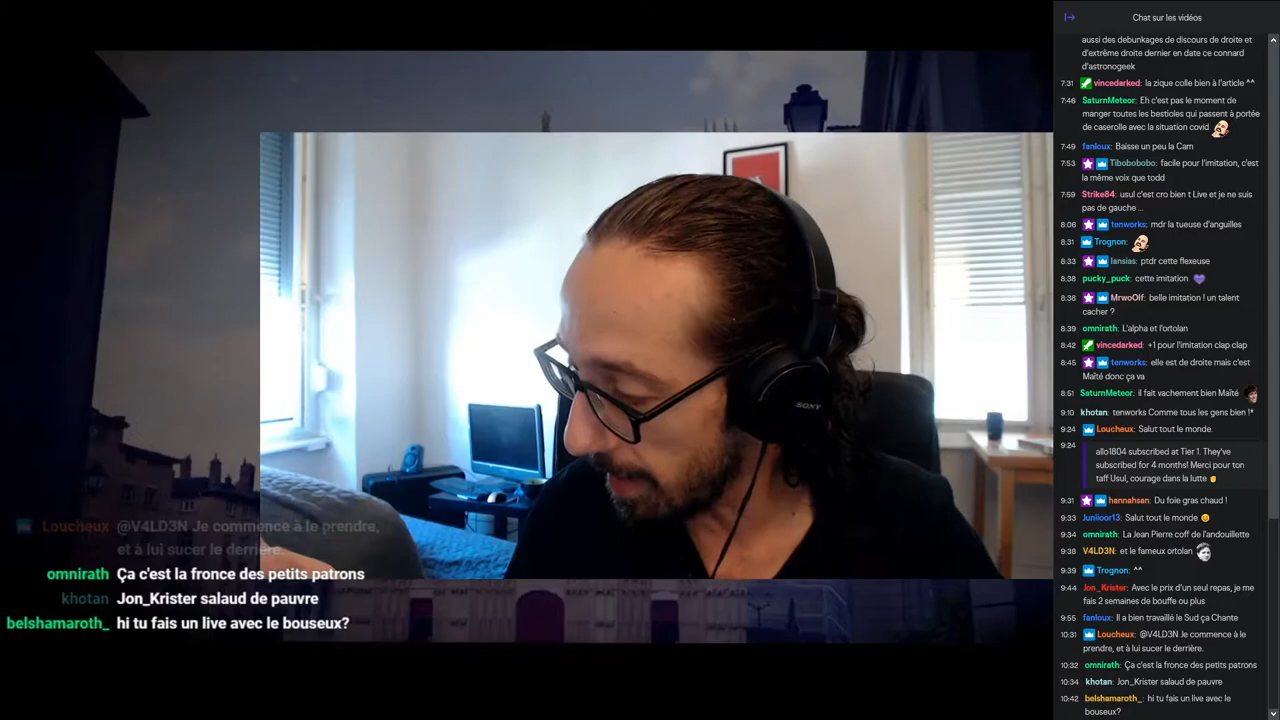 Chat sur les vidéos
aussi des debunkages de discours de droite et
d'extrême droite dernier en date ce connard
d'astronogeek
7:31 vincedarked: la zique colle bien à l'article ^^
7:46 SaturnMeteor: Eh c'est pas le moment de
manger toutes les bestioles qui passent à portée
de caserolle avec la situation covid
7:49 fanloux: Baisse un peu la Cam
7:53 Tibobobobo: facile pour l'imitation, c'est
la même voix que todd
7:59 Strike84: usul c'est cro bien t Live et je ne suis
pas de gauche ...
8:06 tenworks: mdr la tueuse d'anguilles
8:31 Trognon:
8:33 lansias: ptdr cette flexeuse
8:38 pucky_puck: cette imitation
8:38 MrwoOlf: belle imitation ! un talent
cacher ?
8:39 omnirath: L'alpha et l'ortolan
8:42 vincedarked: +1 pour l'imitation clap clap
8:45 tenworks: elle est de droite mais c'est
Maïté donc ça va
8:51 SaturnMeteor: il fait vachement bien Maïté
9:10 khotan: tenworks Comme tous les gens bien !*
9:24 Loucheux: Salut tout le monde.
9:24 allo1804 subscribed at Tier 1. They've
subscribed for 4 months! Merci pour ton
taff Usul, courage dans la lutte
9:31 hannahsan: Du foie gras chaud !
9:33 Juniioor13: Salut tout le monde
9:34 omnirath: La Jean Pierre coff de l'andouillette
9:38 V4LD3N: et le fameux ortolan
9:39 Trognon: ^^
9:44 Jon_Krister: Avec le prix d'un seul repas, je me
fais 2 semaines de bouffe ou plus
9:55 fanloux: Il a bien travaillé le Sud ça Chante
10:31 Loucheux: @V4LD3N Je commence à le
prendre, et à lui sucer le derrière.
10:32 omnirath: Ça c'est la fronce des petits patrons
10:34 khotan: Jon_Krister salaud de pauvre
10:42 belshamaroth_: hi tu fais un live avec le
bouseux?
SONY
Loucheux @V4LD3N Je commence à le prendre,
et à lui sucer le derrière.
omnirath Ça c'est la fronce des petits patrons
khotan Jon_Krister salaud de pauvre
belshamaroth_ hi tu fais un live avec le bouseux?